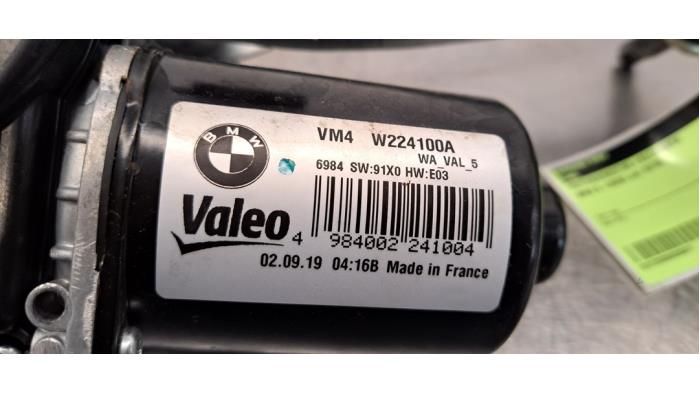 BMW
VM4 W224100A
WA_VAL_5
6984 SW:91X0 HW:E03
Valeo
4 984002 241004
02.09.19 04:16B Made in France